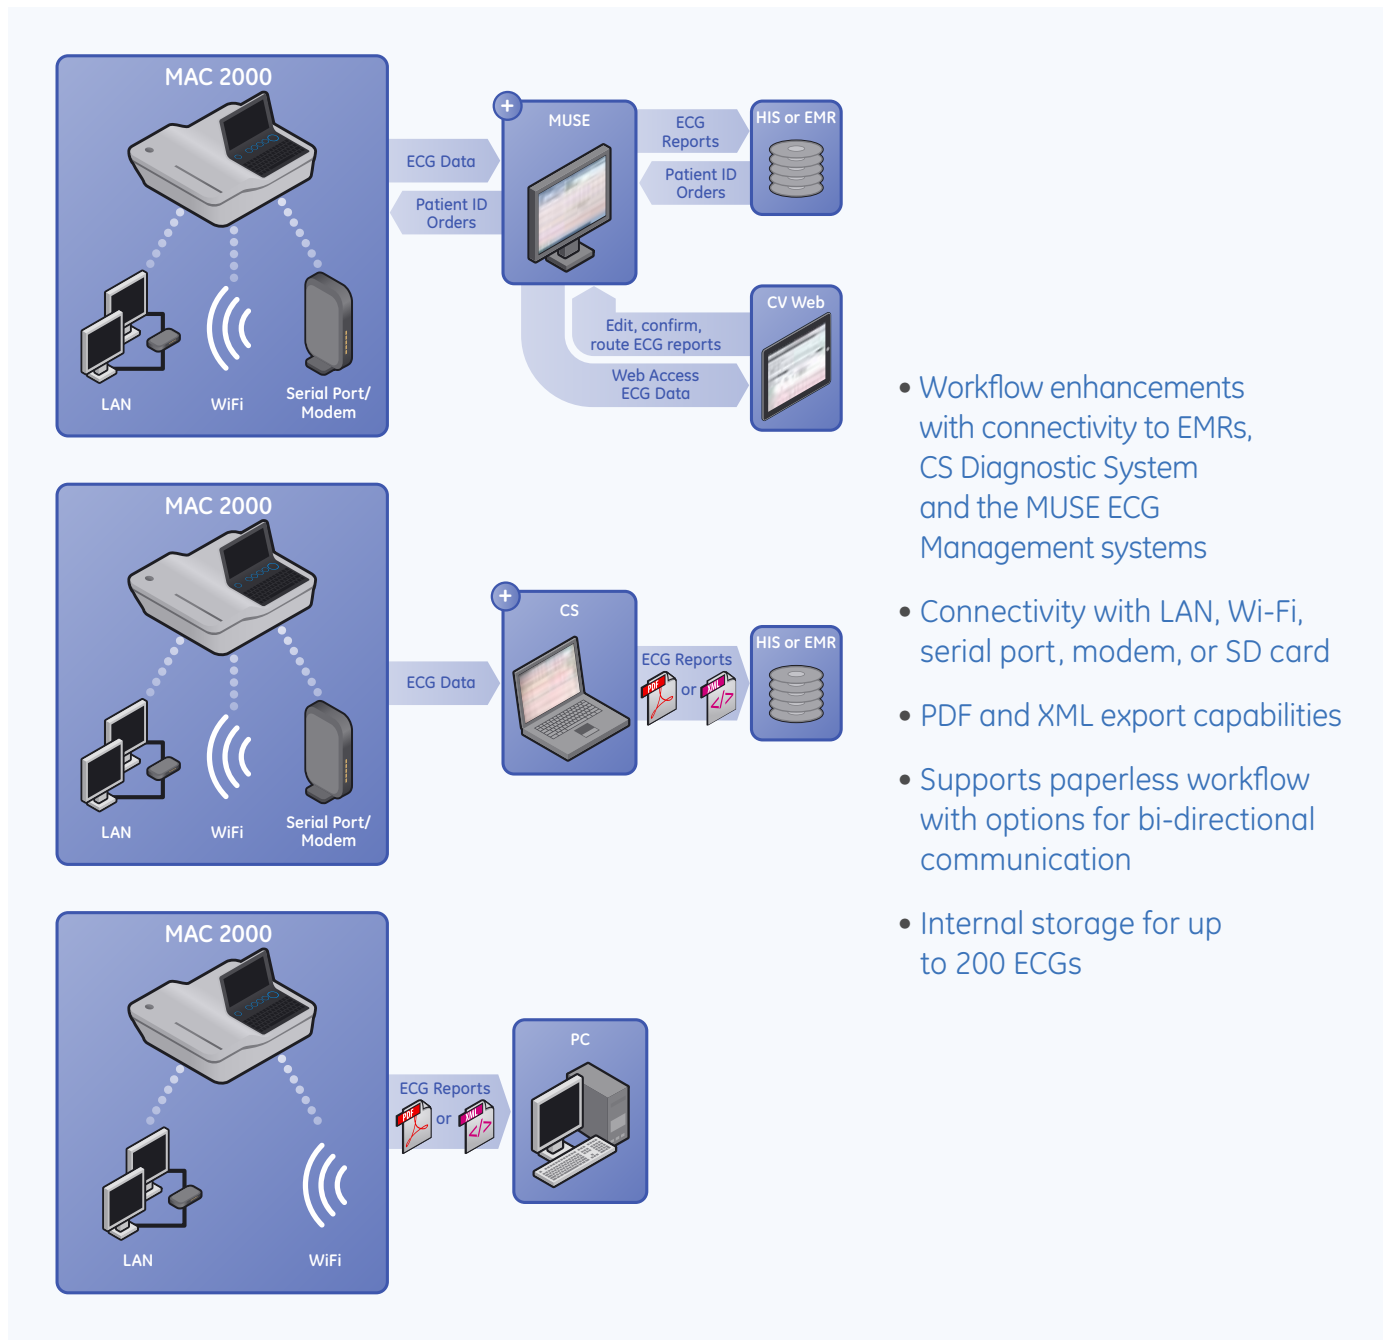 MAC 2000
LAN
WiFi
Serial Port/
Modem
ECG Data
Patient ID
Orders
+
MUSE
ECG
Reports
Patient ID
Orders
HIS or EMR
Edit, confirm,
route ECG reports
Web Access
ECG Data
CV Web
MAC 2000
LAN
WiFi
Serial Port/
Modem
ECG Data
+
CS
ECG Reports
PDF
or
XML
</>
HIS or EMR
MAC 2000
LAN
WiFi
ECG Reports
PDF
or
XML
</>
PC
• Workflow enhancements
with connectivity to EMRs,
CS Diagnostic System
and the MUSE ECG
Management systems
• Connectivity with LAN, Wi-Fi,
serial port, modem, or SD card
• PDF and XML export capabilities
• Supports paperless workflow
with options for bi-directional
communication
• Internal storage for up
to 200 ECGs